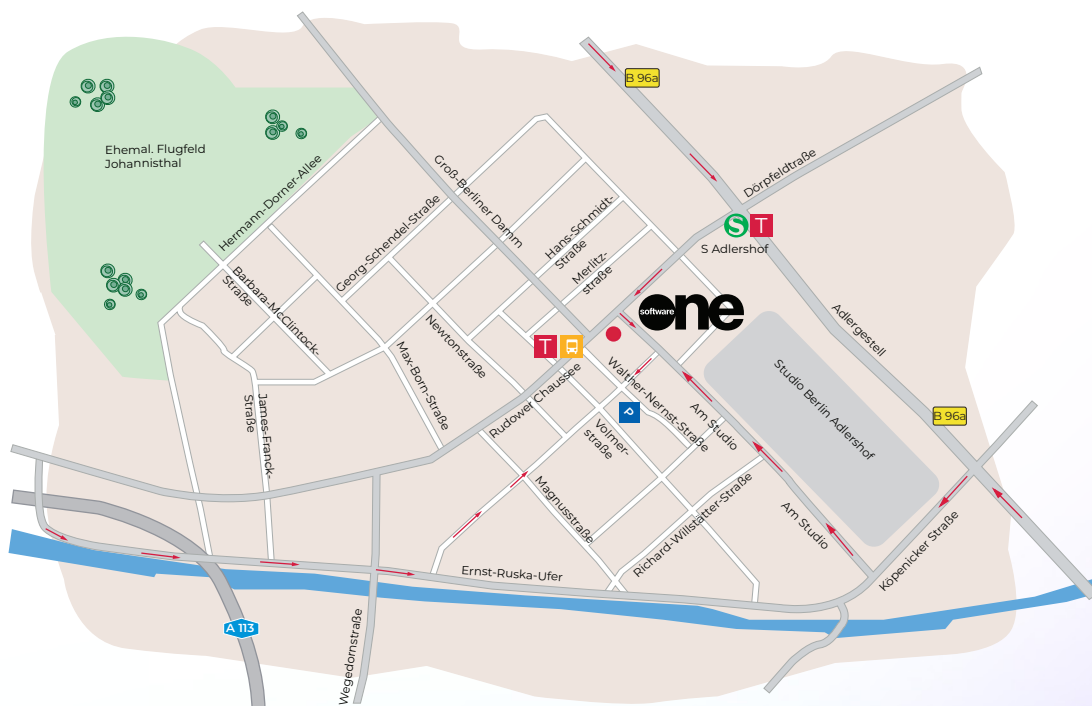 B 96a
Ehemal. Flugfeld
Johannisthal
Hermann-Dorner-Allee
Groß-Berliner Damm
Dörpfeldtraße
S T
S Adlershof
Georg-Schendel-Straße
Hans-Schmidt-
Straße
Merlitz-
straße
Barbara-McClintock-
Straße
software
one
Adlergestell
Newtonstraße
Max-Born-Straße
T
Rudower Chaussee
Walther-Nernst-Straße
P
Am Studio
Studio Berlin Adlershof
B 96a
James-Franck-
Straße
Volmer-
straße
Magnusstraße
Richard-Willstätter-Straße
Am Studio
Köpenicker Straße
Ernst-Ruska-Ufer
A 113
Wegedornstraße